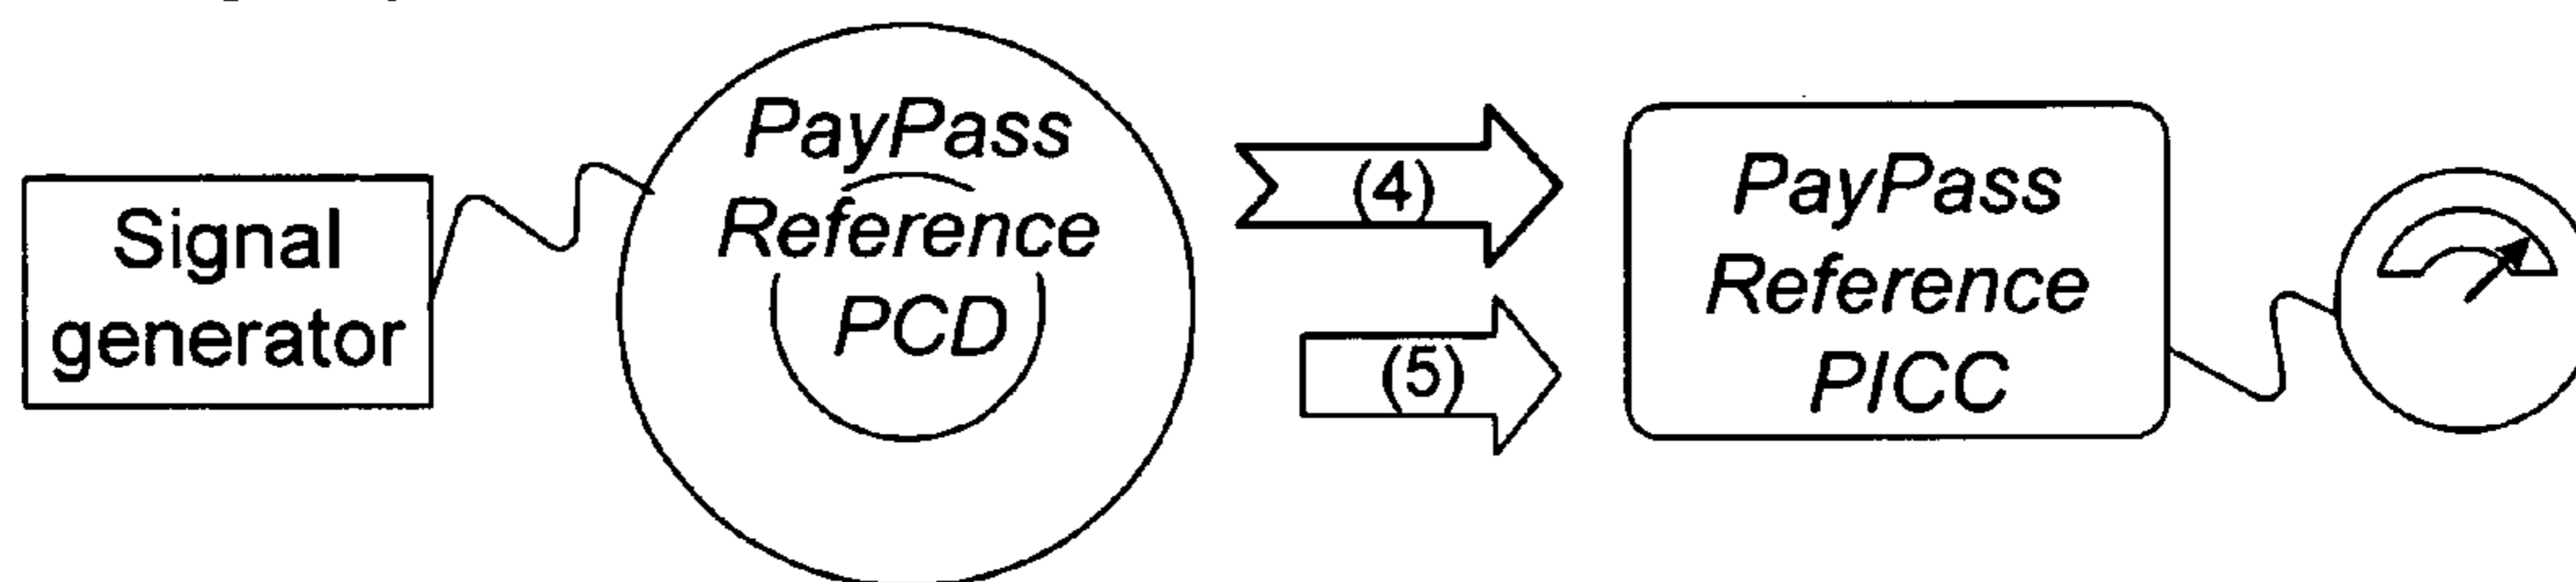 Signal
generator
PayPass
Reference
PCD
(4)
(5)
PayPass
Reference
PICC